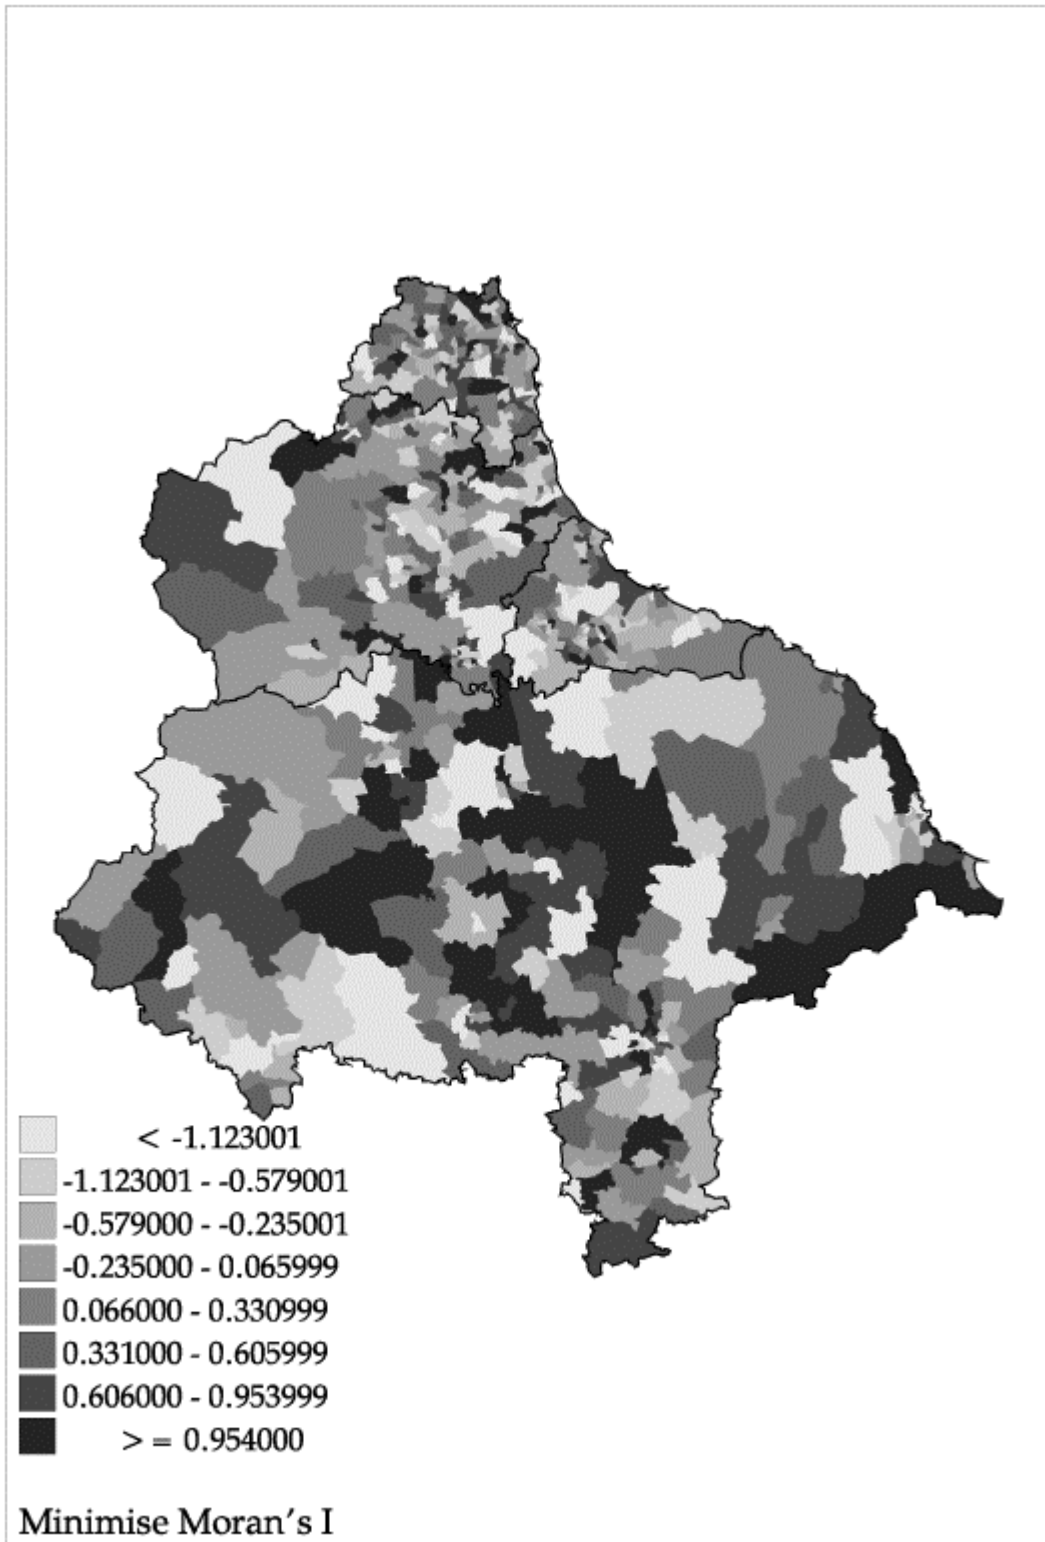 < -1.123001
-1.123001 - -0.579001
-0.579000 - -0.235001
-0.235000 - 0.065999
0.066000 - 0.330999
0.331000 - 0.605999
0.606000 - 0.953999
> = 0.954000
Minimise Moran's I